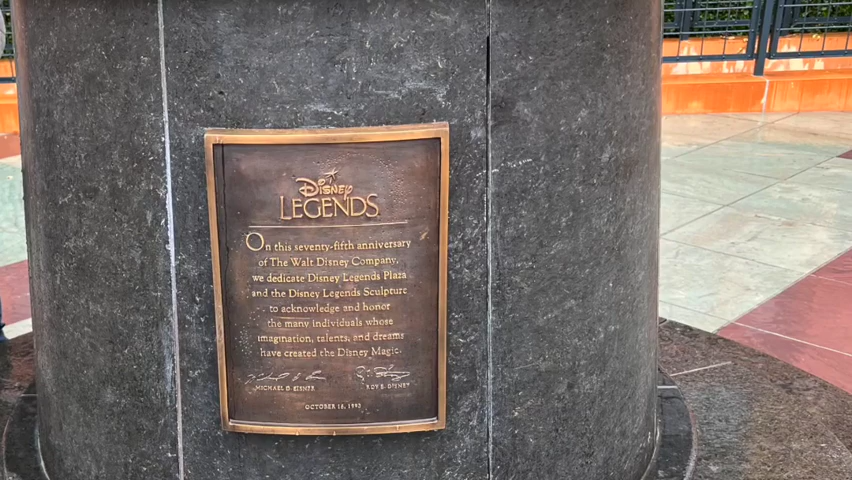 Disney
LEGENDS
On this seventy-fifth anniversary
of The Walt Disney Company,
we dedicate Disney Legends Plaza
and the Disney Legends Sculpture
to acknowledge and honor
the many individuals whose
imagination, talents, and dreams
have created the Disney Magic.
MICHAEL D. EISNER ROY E. DISNEY
OCTOBER 16, 1998